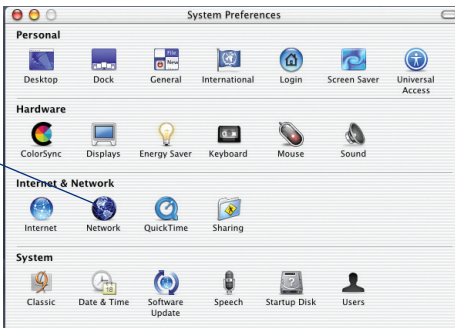 System Preferences
Personal
Desktop Dock General International Login Screen Saver Universal Access
Hardware
ColorSync Displays Energy Saver Keyboard Mouse Sound
Internet & Network
Internet Network QuickTime Sharing
System
Classic Date & Time Software Update Speech Startup Disk Users